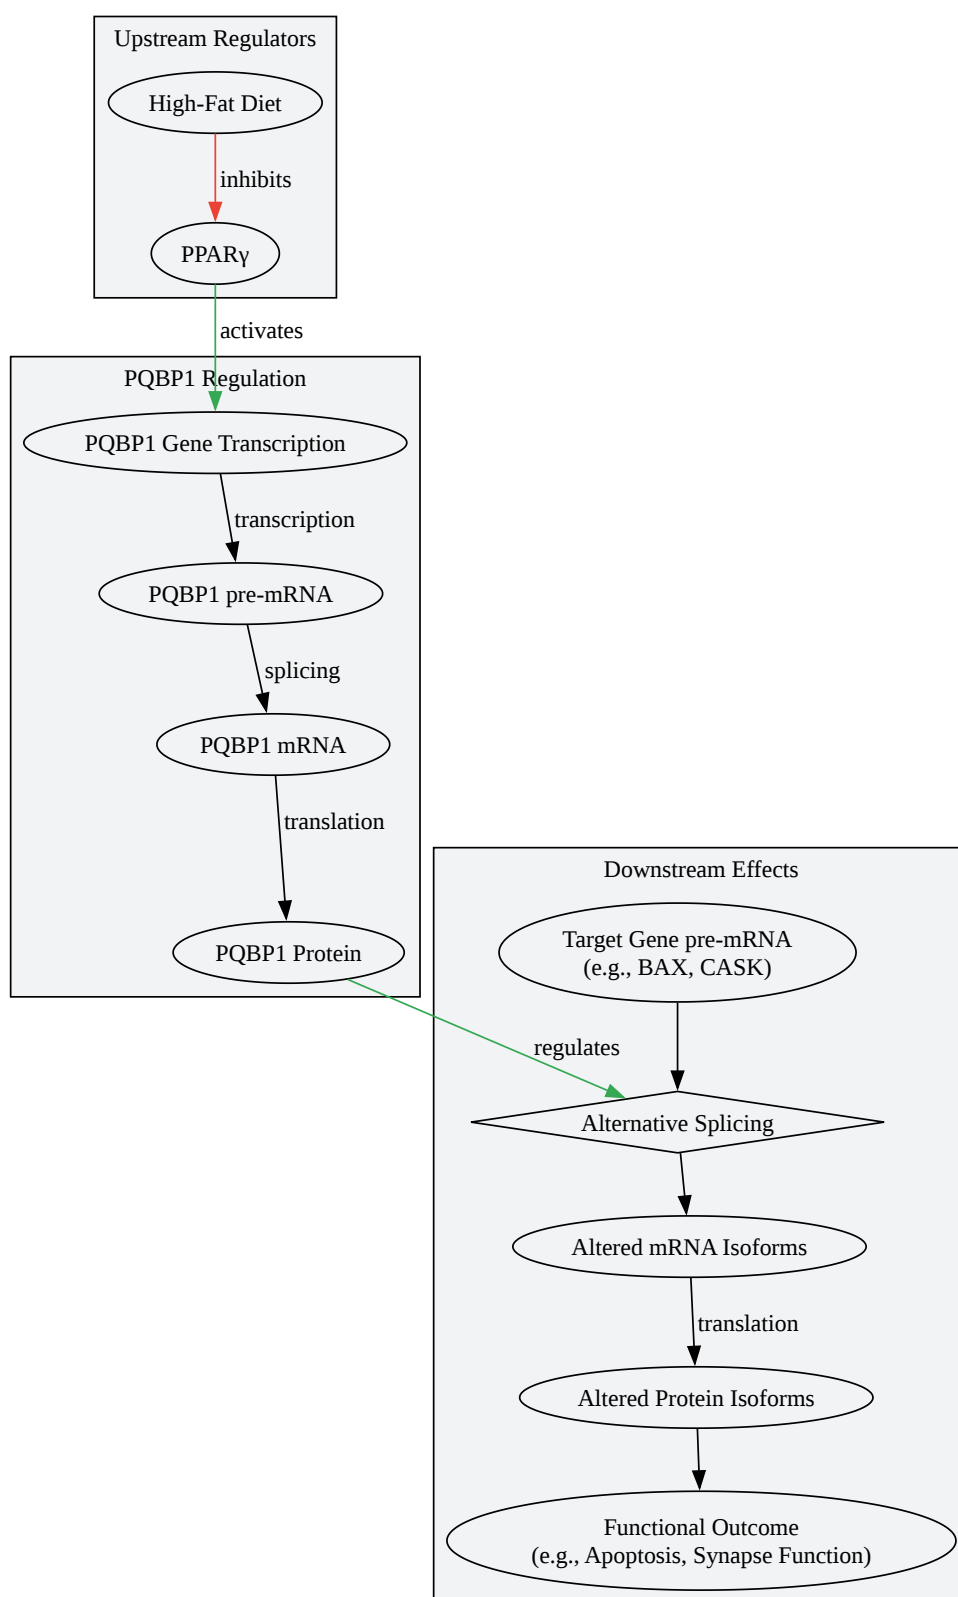 Upstream Regulators
High-Fat Diet
inhibits
PPARγ
activates
PQBP1 Regulation
PQBP1 Gene Transcription
transcription
PQBP1 pre-mRNA
splicing
PQBP1 mRNA
translation
PQBP1 Protein
regulates
Downstream Effects
Target Gene pre-mRNA
(e.g., BAX, CASK)
Alternative Splicing
Altered mRNA Isoforms
translation
Altered Protein Isoforms
Functional Outcome
(e.g., Apoptosis, Synapse Function)